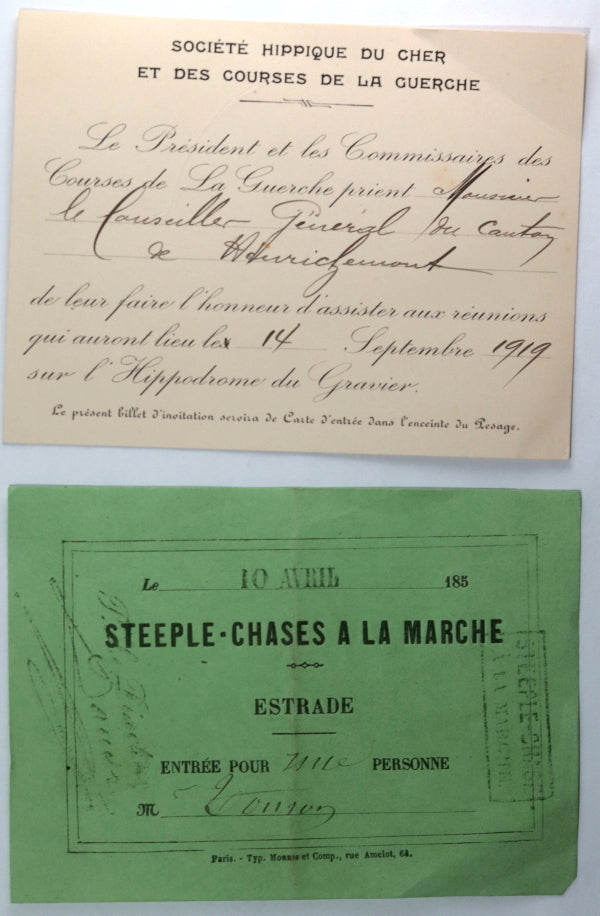 SOCIÉTÉ HIPPIQUE DU CHER
ET DES COURSES DE LA GUERCHE
Le Président et les Commissaires des
Courses de La Guerche prient Monsieur
le Conseiller Général du Canton
de Henrichemont
de leur faire l'honneur d'assister aux réunions
qui auront lieu les 14 Septembre 1919
sur l'Hippodrome du Gravier.
Le présent billet d'invitation servira de Carte d'entrée dans l'enceinte du Pesage.
Le 10 AVRIL 185
STEEPLE-CHASES A LA MARCHE
ESTRADE
ENTRÉE POUR une PERSONNE
M
Paris. - Typ. Morris et Comp., rue Amelot, 64.
STEEPLE-CHASE
A LA MARCHE